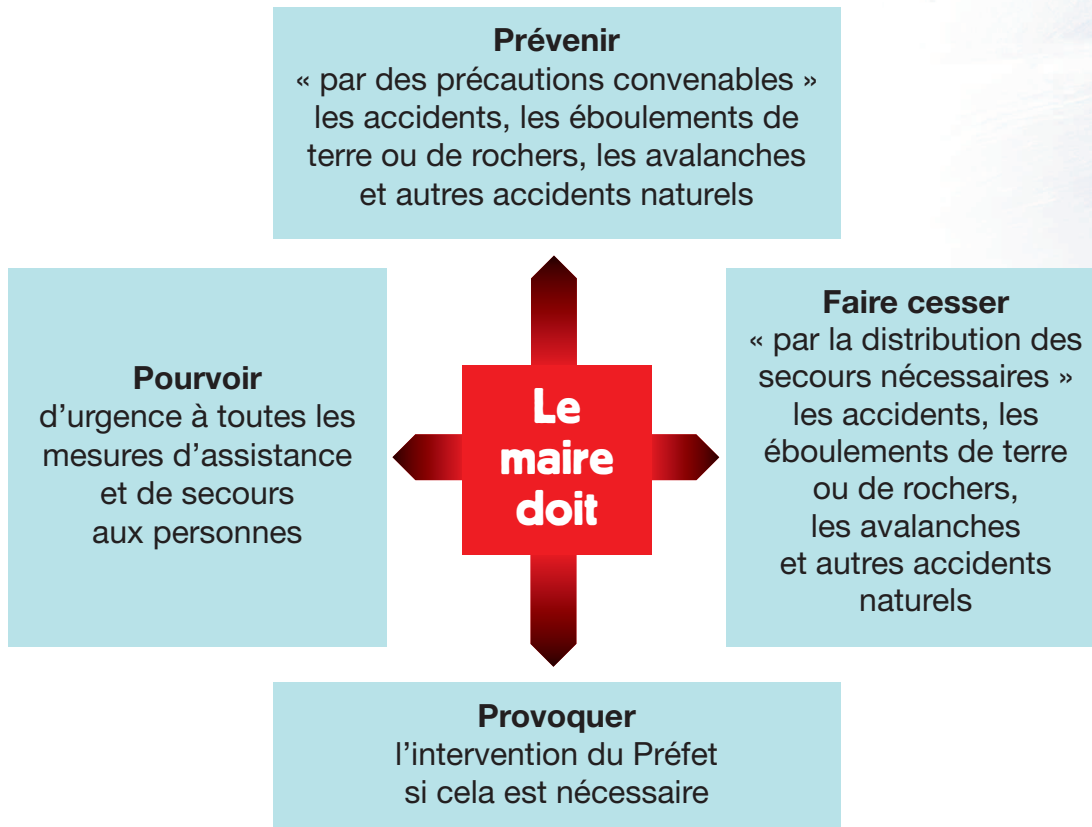 Prévenir
« par des précautions convenables »
les accidents, les éboulements de
terre ou de rochers, les avalanches
et autres accidents naturels
Pourvoir
d’urgence à toutes les
mesures d’assistance
et de secours
aux personnes
Le
maire
doit
Faire cesser
« par la distribution des
secours nécessaires »
les accidents, les
éboulements de terre
ou de rochers,
les avalanches
et autres accidents
naturels
Provoquer
l’intervention du Préfet
si cela est nécessaire